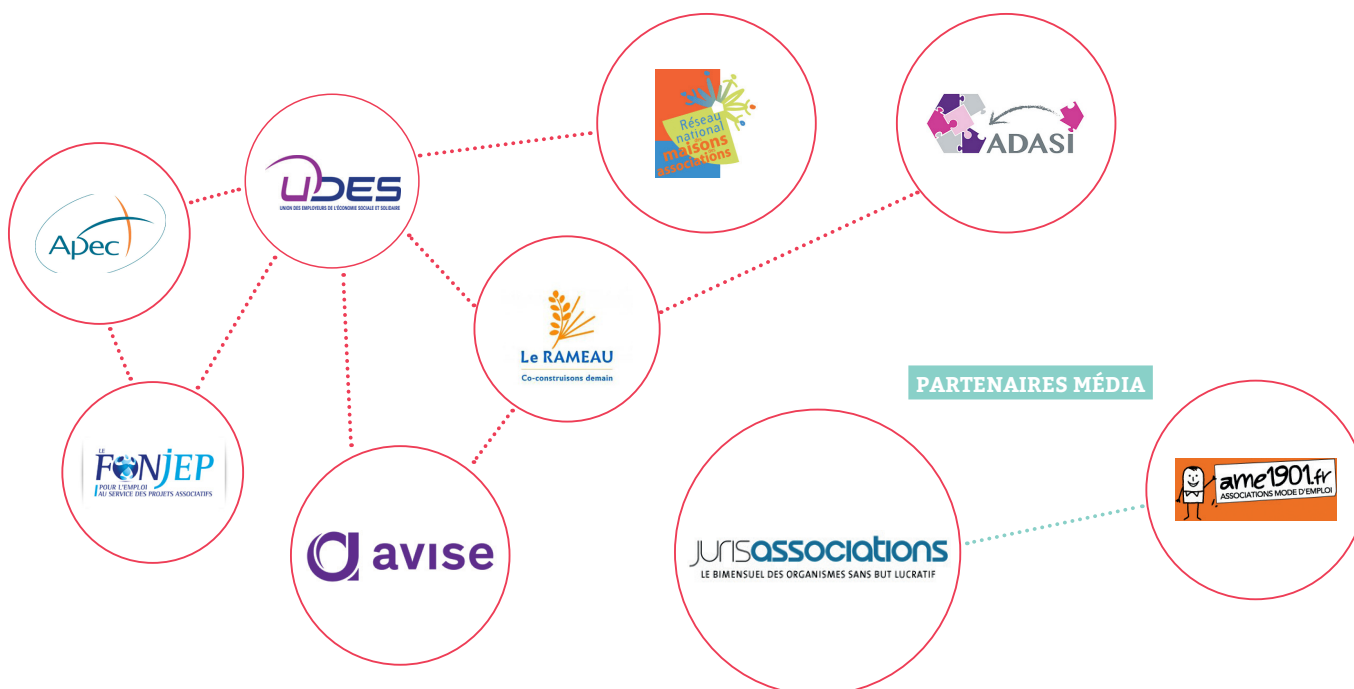 Réseau
national
des
maisons
des
associations
ADASI
UDES
UNION DES EMPLOYEURS DE L'ÉCONOMIE SOCIALE ET SOLIDAIRE
Apec
Le RAMEAU
Co-construisons demain
PARTENAIRES MÉDIA
LE
FONJEP
POUR L'EMPLOI
AU SERVICE DES PROJETS ASSOCIATIFS
avise
JURISASSOCIATIONS
LE BIMENSUEL DES ORGANISMES SANS BUT LUCRATIF
ame1901.fr
ASSOCIATIONS MODE D'EMPLOI